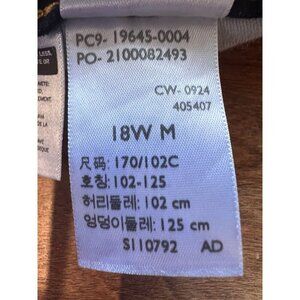 PC9- 19645-0004
PO- 2100082493
CW- 0924
405407
18W M
尺码: 170/102C
호칭: 102-125
허리둘레: 102 cm
엉덩이둘레: 125 cm
S110792 AD